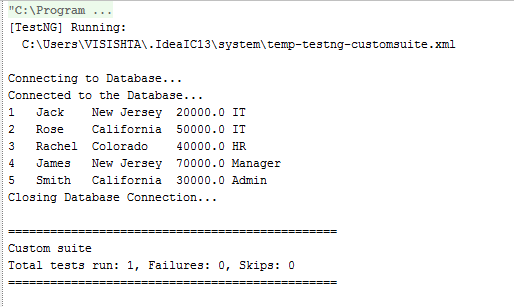 "C:\Program ...
[TestNG] Running:
  C:\Users\VISISHTA\.IdeaIC13\system\temp-testng-customsuite.xml

Connecting to Database...
Connected to the Database...
1   Jack    New Jersey  20000.0 IT
2   Rose    California  50000.0 IT
3   Rachel  Colorado    40000.0 HR
4   James   New Jersey  70000.0 Manager
5   Smith   California  30000.0 Admin
Closing Database Connection...

===============================================
Custom suite
Total tests run: 1, Failures: 0, Skips: 0
===============================================